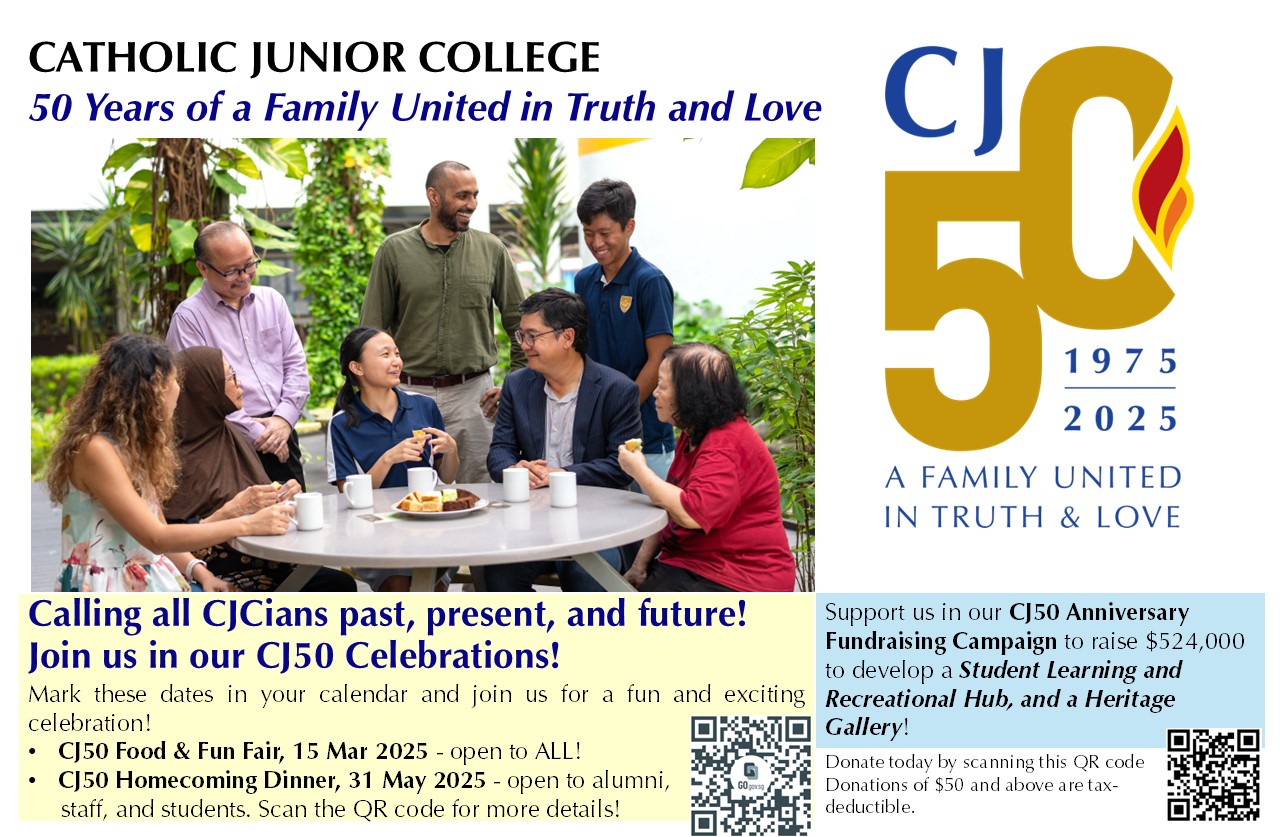 CATHOLIC JUNIOR COLLEGE
50 Years of a Family United in Truth and Love
CJ
50
1975
2025
A FAMILY UNITED
IN TRUTH & LOVE
Calling all CJCians past, present, and future!
Join us in our CJ50 Celebrations!
Mark these dates in your calendar and join us for a fun and exciting
celebration!
• CJ50 Food & Fun Fair, 15 Mar 2025 - open to ALL!
• CJ50 Homecoming Dinner, 31 May 2025 - open to alumni,
staff, and students. Scan the QR code for more details!
GOgov.sg
Support us in our CJ50 Anniversary
Fundraising Campaign to raise $524,000
to develop a Student Learning and
Recreational Hub, and a Heritage
Gallery!
Donate today by scanning this QR code
Donations of $50 and above are tax-
deductible.